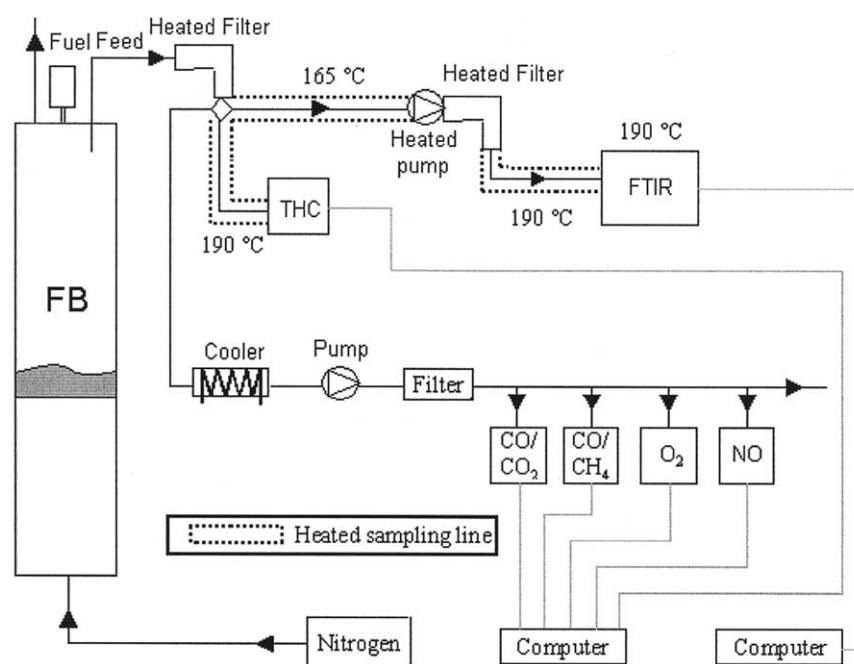 Heated Filter
Fuel Feed
165 °C
Heated Filter
Heated
pump
190 °C
THC
FTIR
190 °C
190 °C
FB
Cooler
Pump
Filter
CO/
CO₂
CO/
CH₄
O₂
NO
Heated sampling line
Nitrogen
Computer
Computer